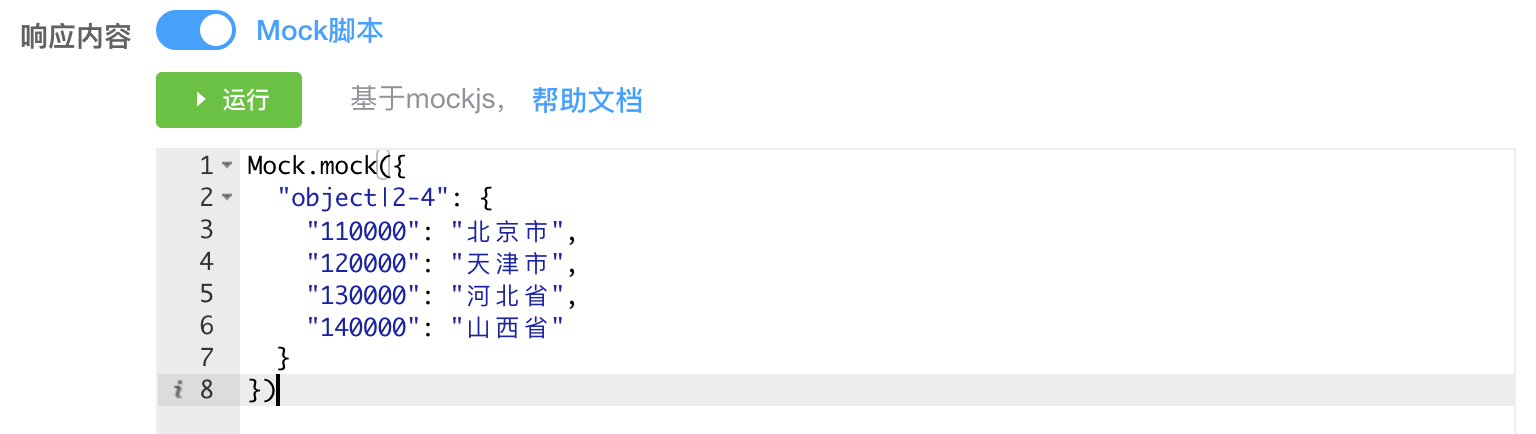 响应内容 Mock脚本
运行 基于mockjs， 帮助文档
1 Mock.mock({
2 "object|2-4": {
3 "110000": "北京市",
4 "120000": "天津市",
5 "130000": "河北省",
6 "140000": "山西省"
7 }
i 8 })